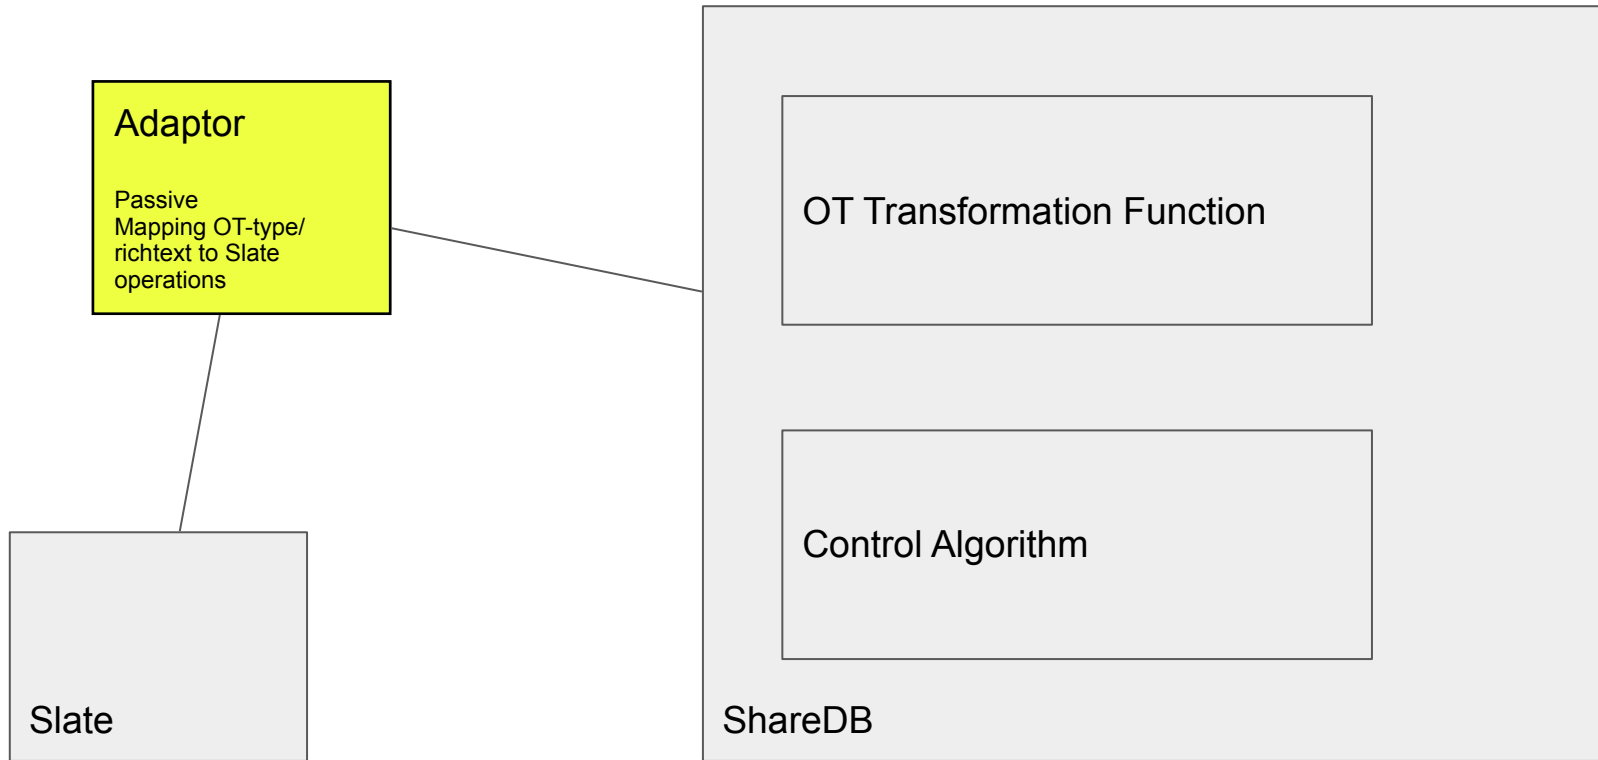 Adaptor
Passive
Mapping OT-type/
richtext to Slate
operations
OT Transformation Function
Control Algorithm
Slate
ShareDB